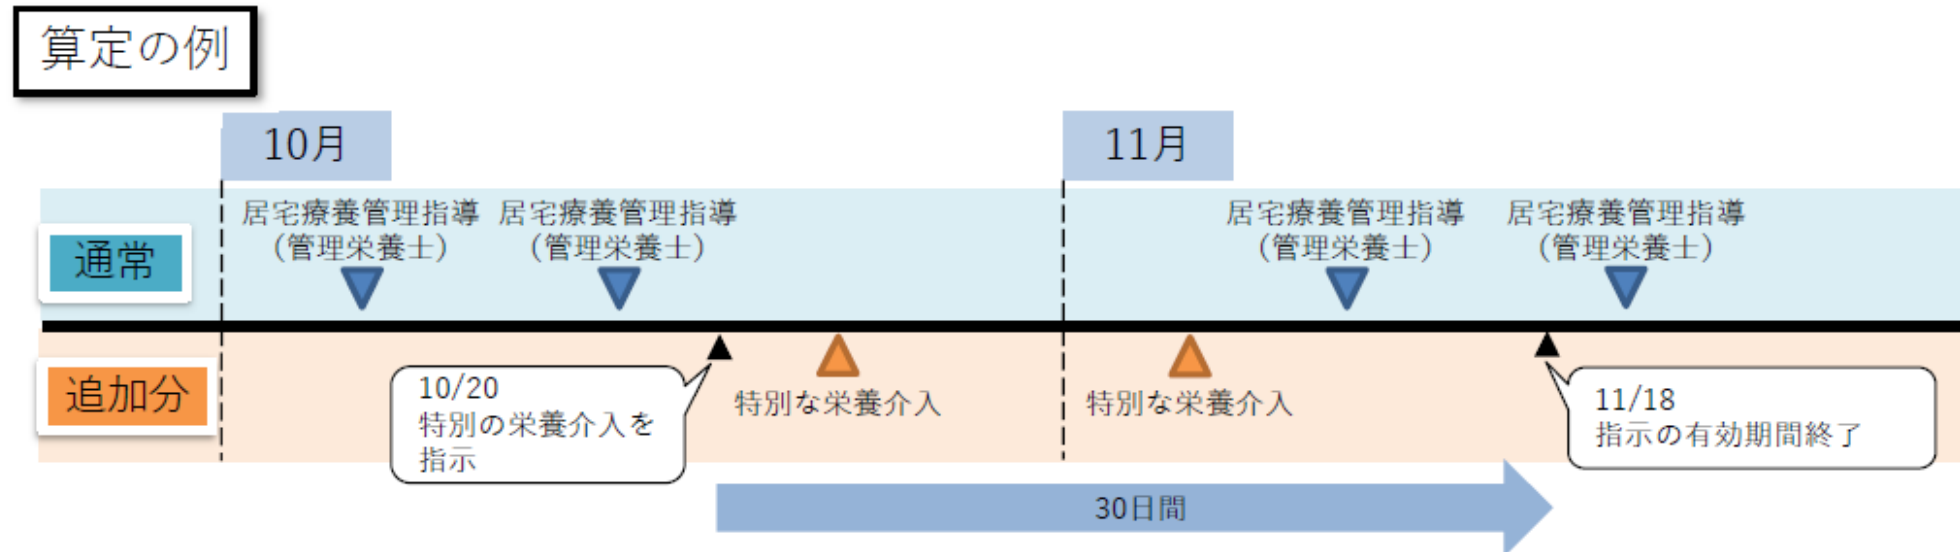 算定の例
10月
11月
通常
居宅療養管理指導
（管理栄養士）
居宅療養管理指導
（管理栄養士）
居宅療養管理指導
（管理栄養士）
居宅療養管理指導
（管理栄養士）
追加分
10/20
特別の栄養介入を
指示
特別な栄養介入
特別な栄養介入
11/18
指示の有効期間終了
30日間